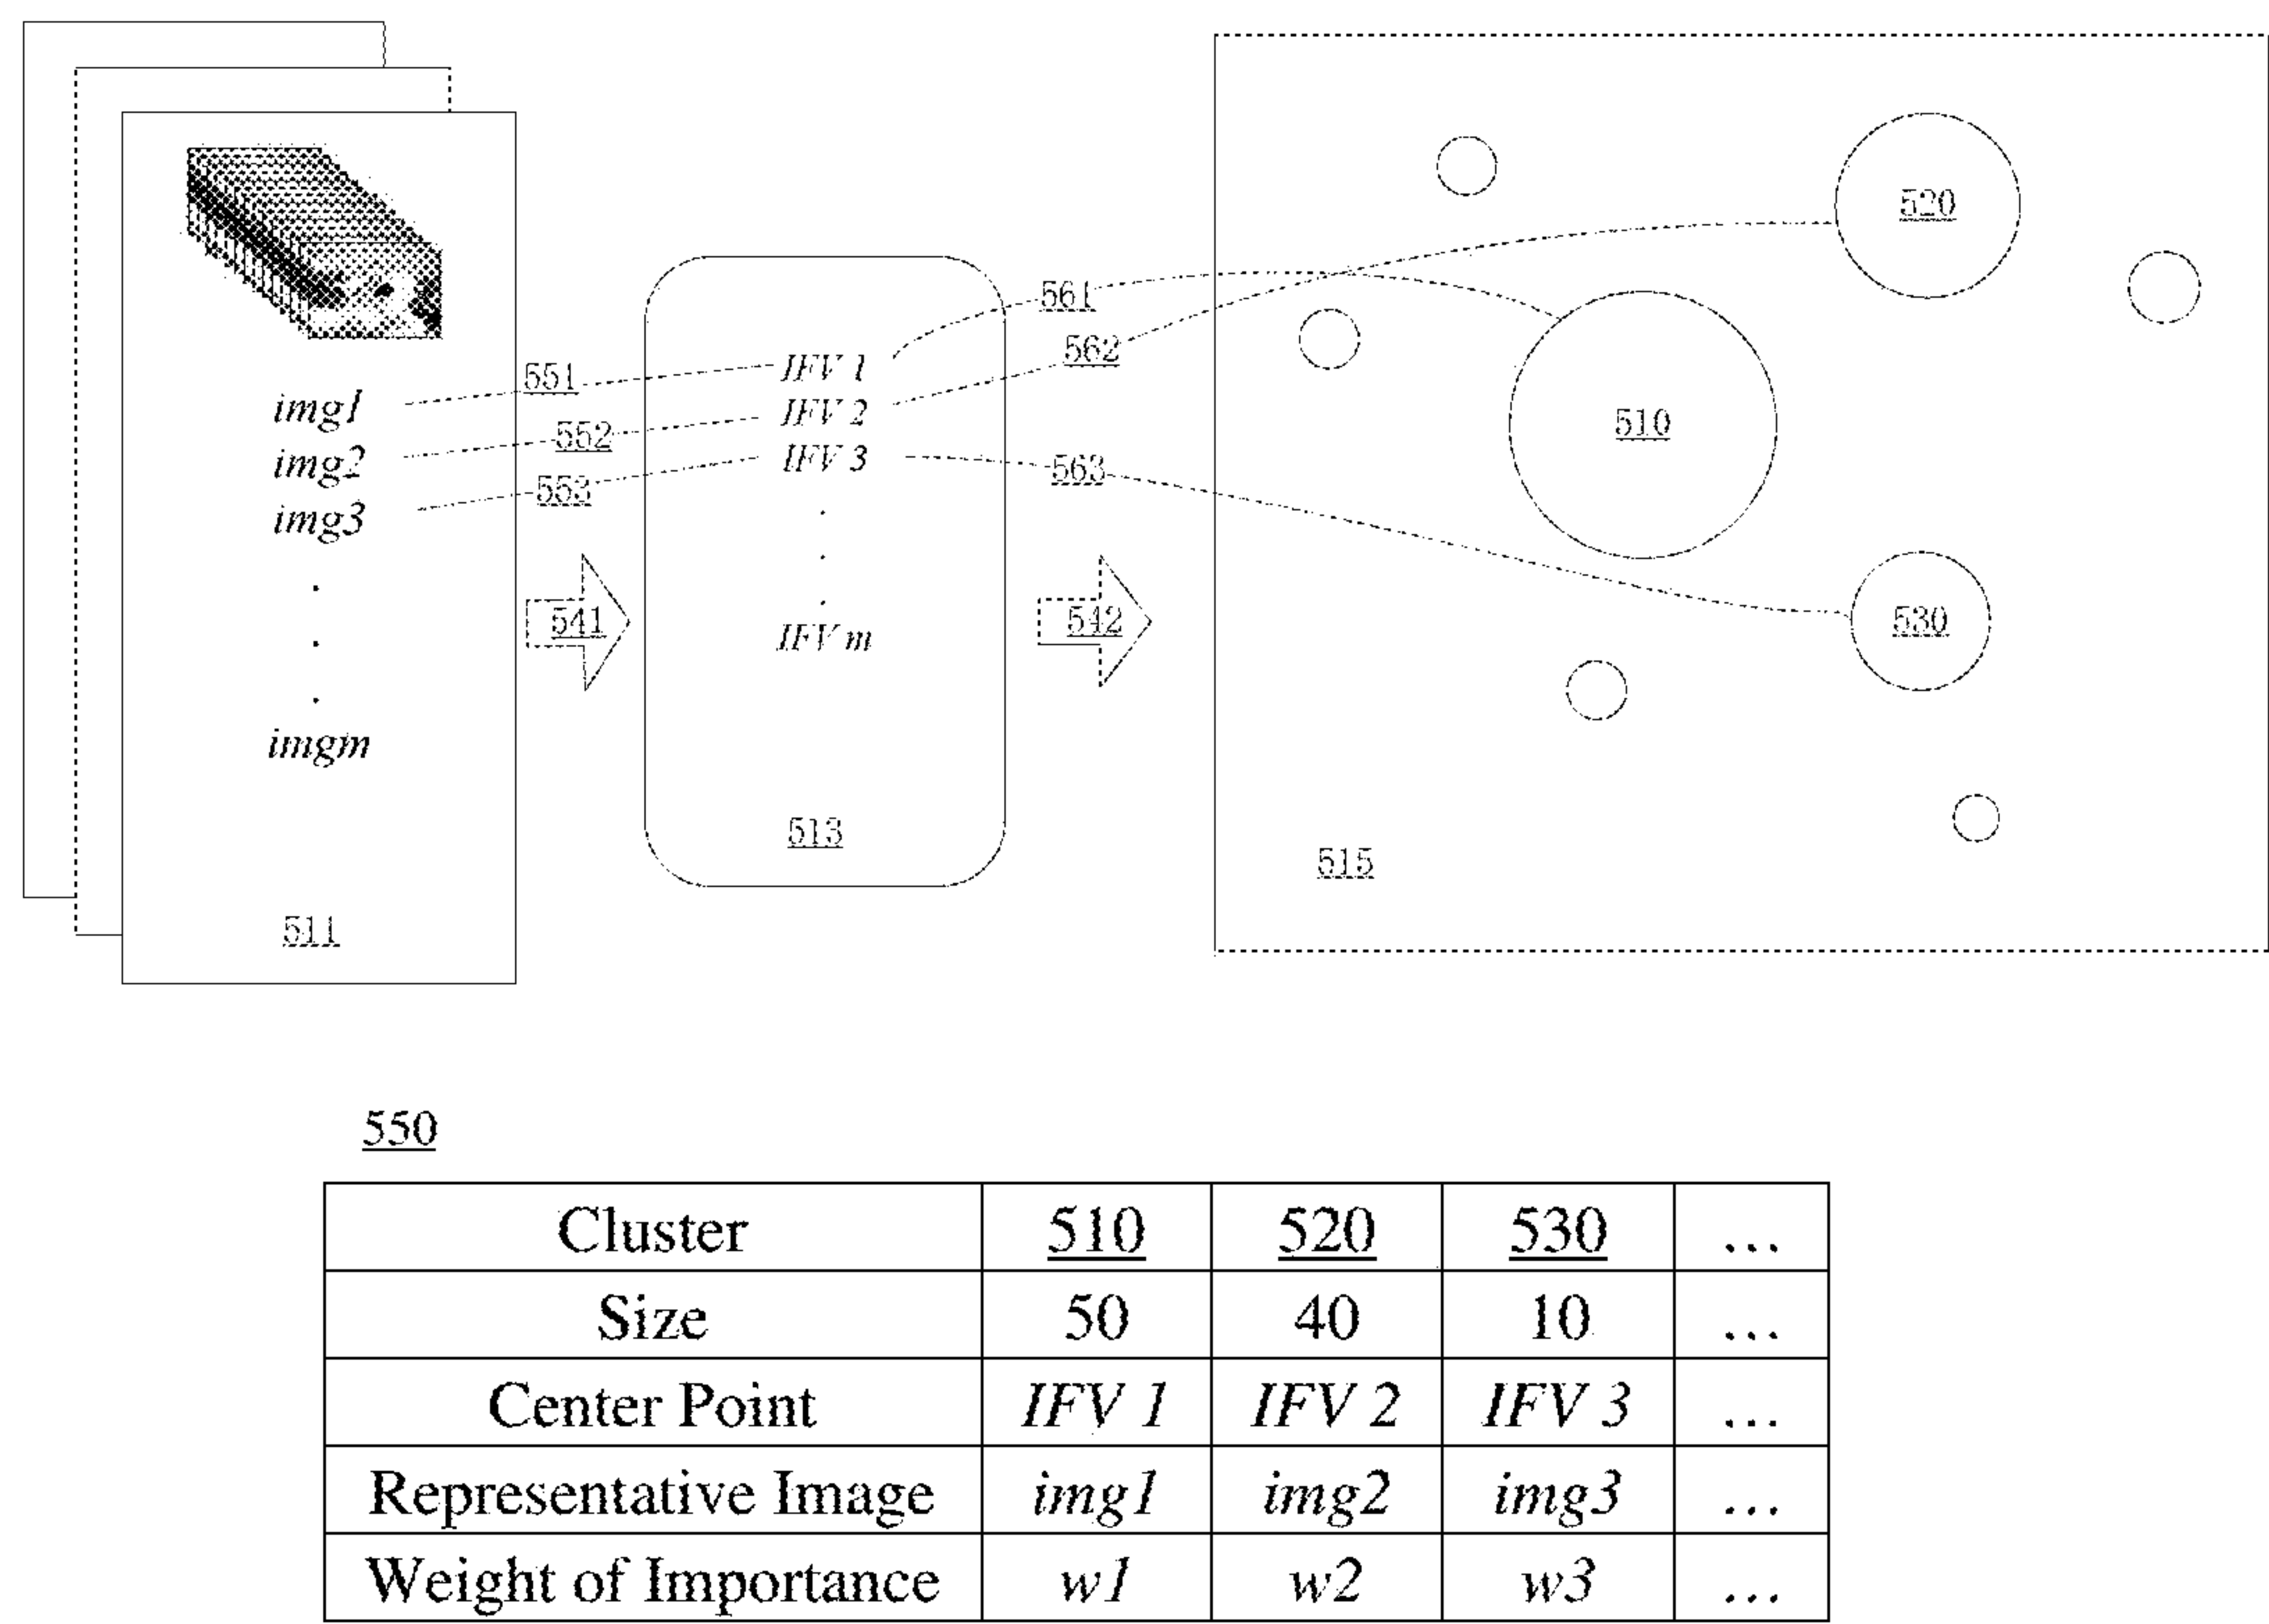 520
561
562
551
IFV 1
img1
IFV 2
510
552
img2
IFV 3
563
553
img3
541
542
530
IFV m
imgm
513
515
511
550
Cluster 510 520 530 ...
Size 50 40 10 ...
Center Point IFV 1 IFV 2 IFV 3 ...
Representative Image img1 img2 img3 ...
Weight of Importance w1 w2 w3 ...